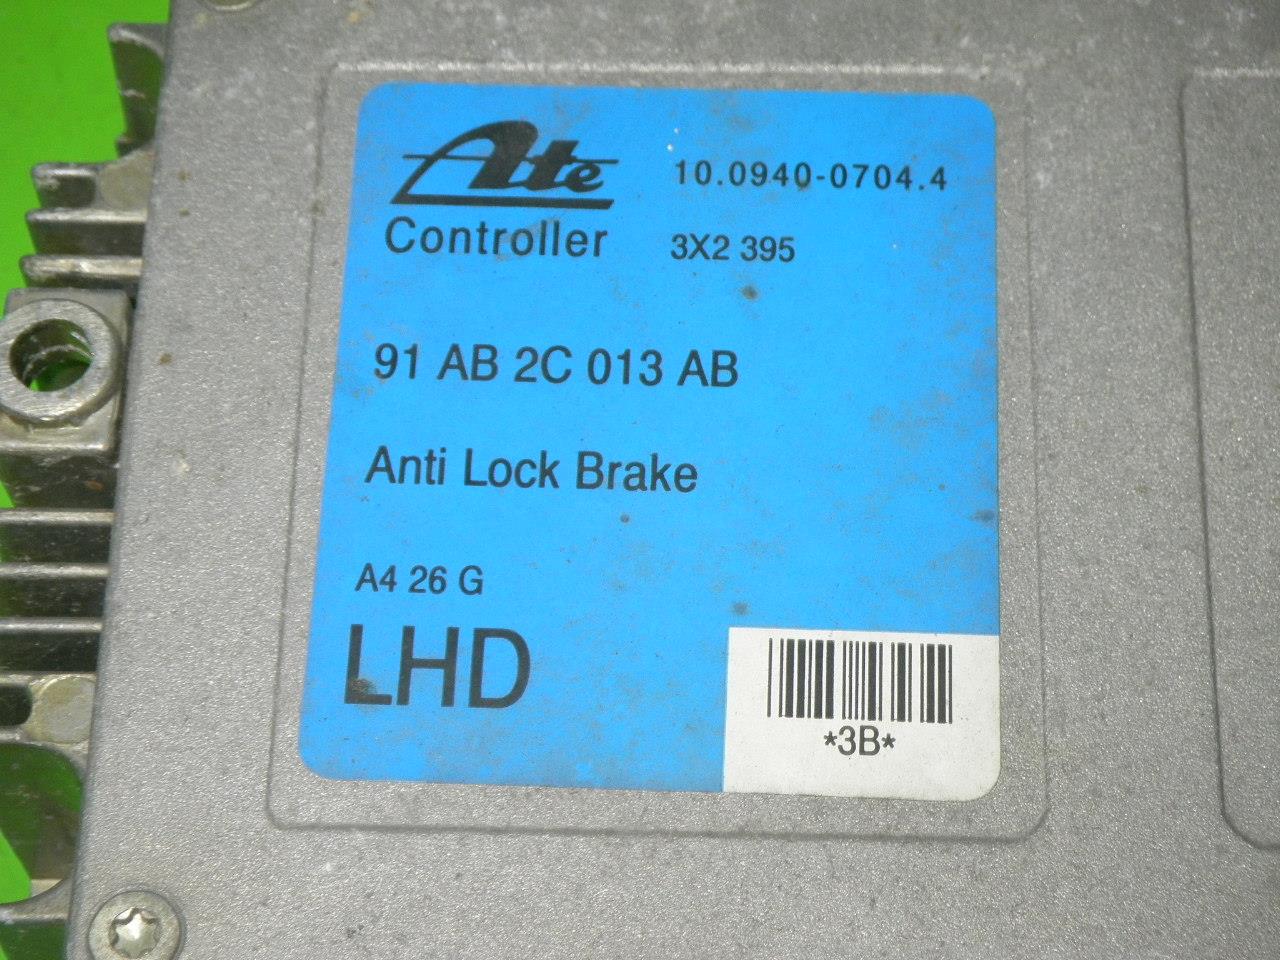 Ate 10.0940-0704.4
Controller 3X2 395
91 AB 2C 013 AB
Anti Lock Brake
A4 26 G
LHD
*3B*